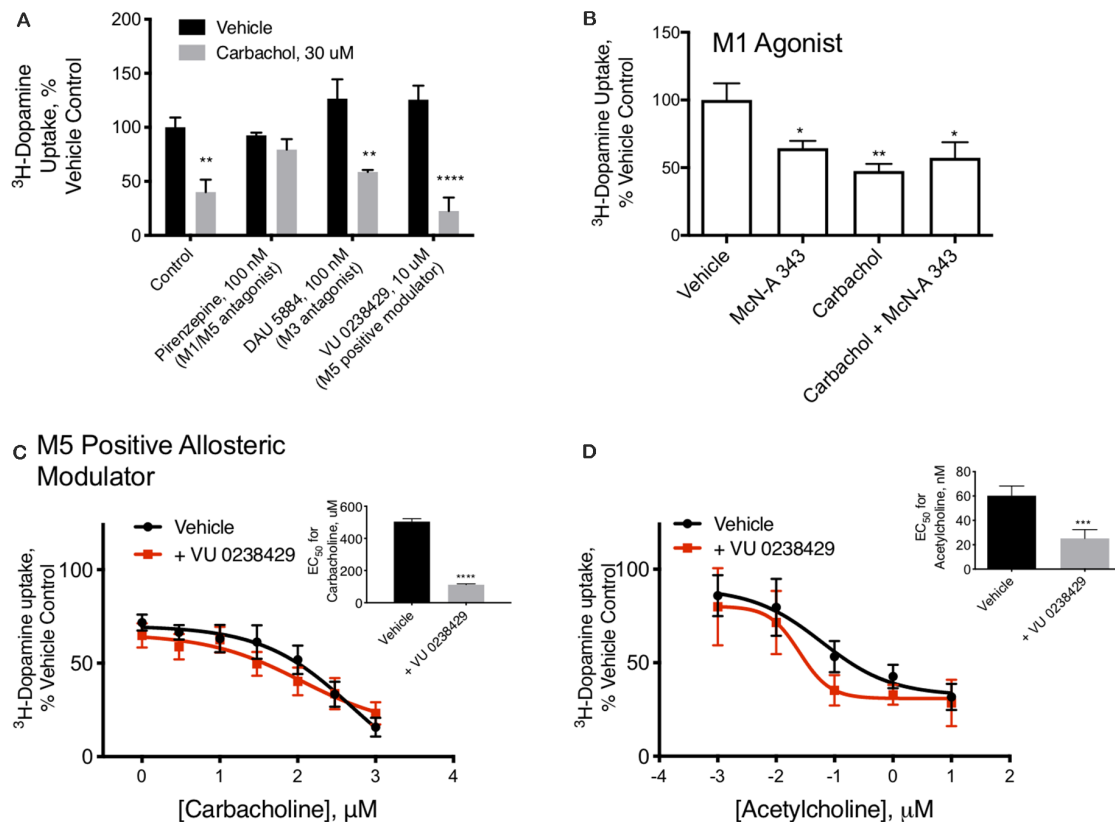 A
200
150
100
50
0
³H-Dopamine
Uptake, %
Vehicle Control
Vehicle
Carbachol, 30 uM
**
**
****
Control
Pirenzepine, 100 nM
(M1/M5 antagonist)
DAU 5884, 100 nM
(M3 antagonist)
VU 0238429, 10 uM
(M5 positive modulator)
B
M1 Agonist
³H-Dopamine Uptake,
% Vehicle Control
150
100
50
0
*
**
*
Vehicle
McN-A 343
Carbachol
Carbachol + McN-A 343
C M5 Positive Allosteric
Modulator
Vehicle
+ VU 0238429
³H-Dopamine uptake,
% Vehicle Control
100
50
0
0 1 2 3 4
[Carbacholine], µM
EC₅₀ for
Carbacholine, uM
600
400
200
0
****
Vehicle
+ VU 0238429
D
Vehicle
+ VU 0238429
³H-Dopamine uptake,
% Vehicle Control
100
50
0
-4 -3 -2 -1 0 1 2
[Acetylcholine], µM
EC₅₀ for
Acetylcholine, nM
80
60
40
20
0
***
Vehicle
+ VU 0238429